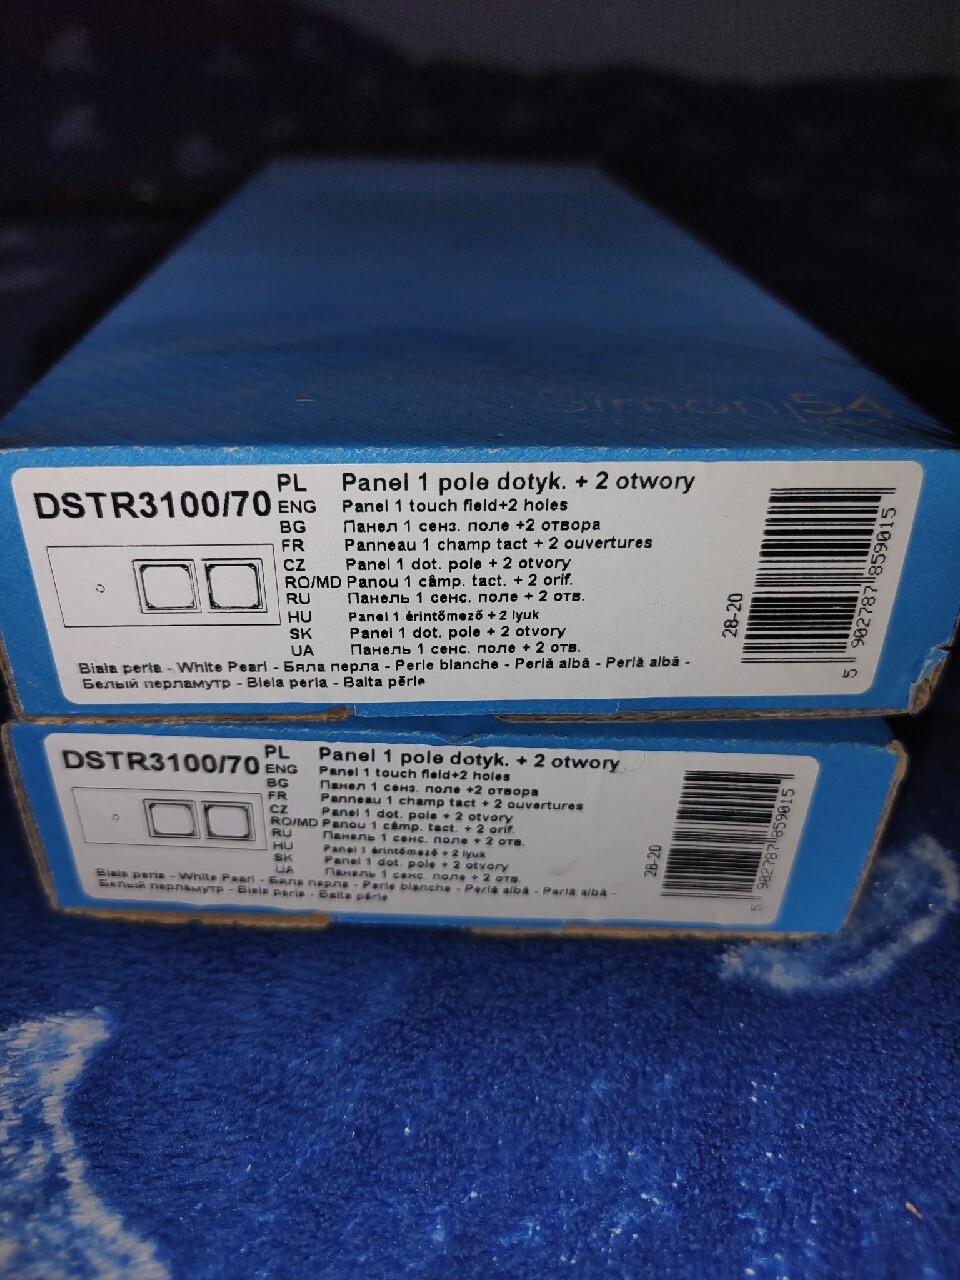 Simon 54
DSTR3100/70
PL Panel 1 pole dotyk. + 2 otwory
ENG Panel 1 touch field+2 holes
BG Панел 1 сенз. поле +2 отвора
FR Panneau 1 champ tact + 2 ouvertures
CZ Panel 1 dot. pole + 2 otvory
RO/MD Panou 1 câmp. tact. + 2 orif.
RU Панель 1 сенс. поле + 2 отв.
HU Panel 1 érintőmező + 2 lyuk
SK Panel 1 dot. pole + 2 otvory
UA Панель 1 сенс. поле + 2 отв.
Biała perła - White Pearl - Бяла перла - Perle blanche - Perlă albă - Perlă albă -
Белый перламутр - Biela perla - Balta pērle
28-20
5 902787 859015
DSTR3100/70
PL Panel 1 pole dotyk. + 2 otwory
ENG Panel 1 touch field+2 holes
BG Панел 1 сенз. поле +2 отвора
FR Panneau 1 champ tact + 2 ouvertures
CZ Panel 1 dot. pole + 2 otvory
RO/MD Panou 1 câmp. tact. + 2 orif.
RU Панель 1 сенс. поле + 2 отв.
HU Panel 1 érintőmező + 2 lyuk
SK Panel 1 dot. pole + 2 otvory
UA Панель 1 сенс. поле + 2 отв.
Biała perła - White Pearl - Бяла перла - Perle blanche - Perlă albă - Perlă albă -
Белый перламутр - Biela perla - Balta pērle
28-20
5 902787 859015